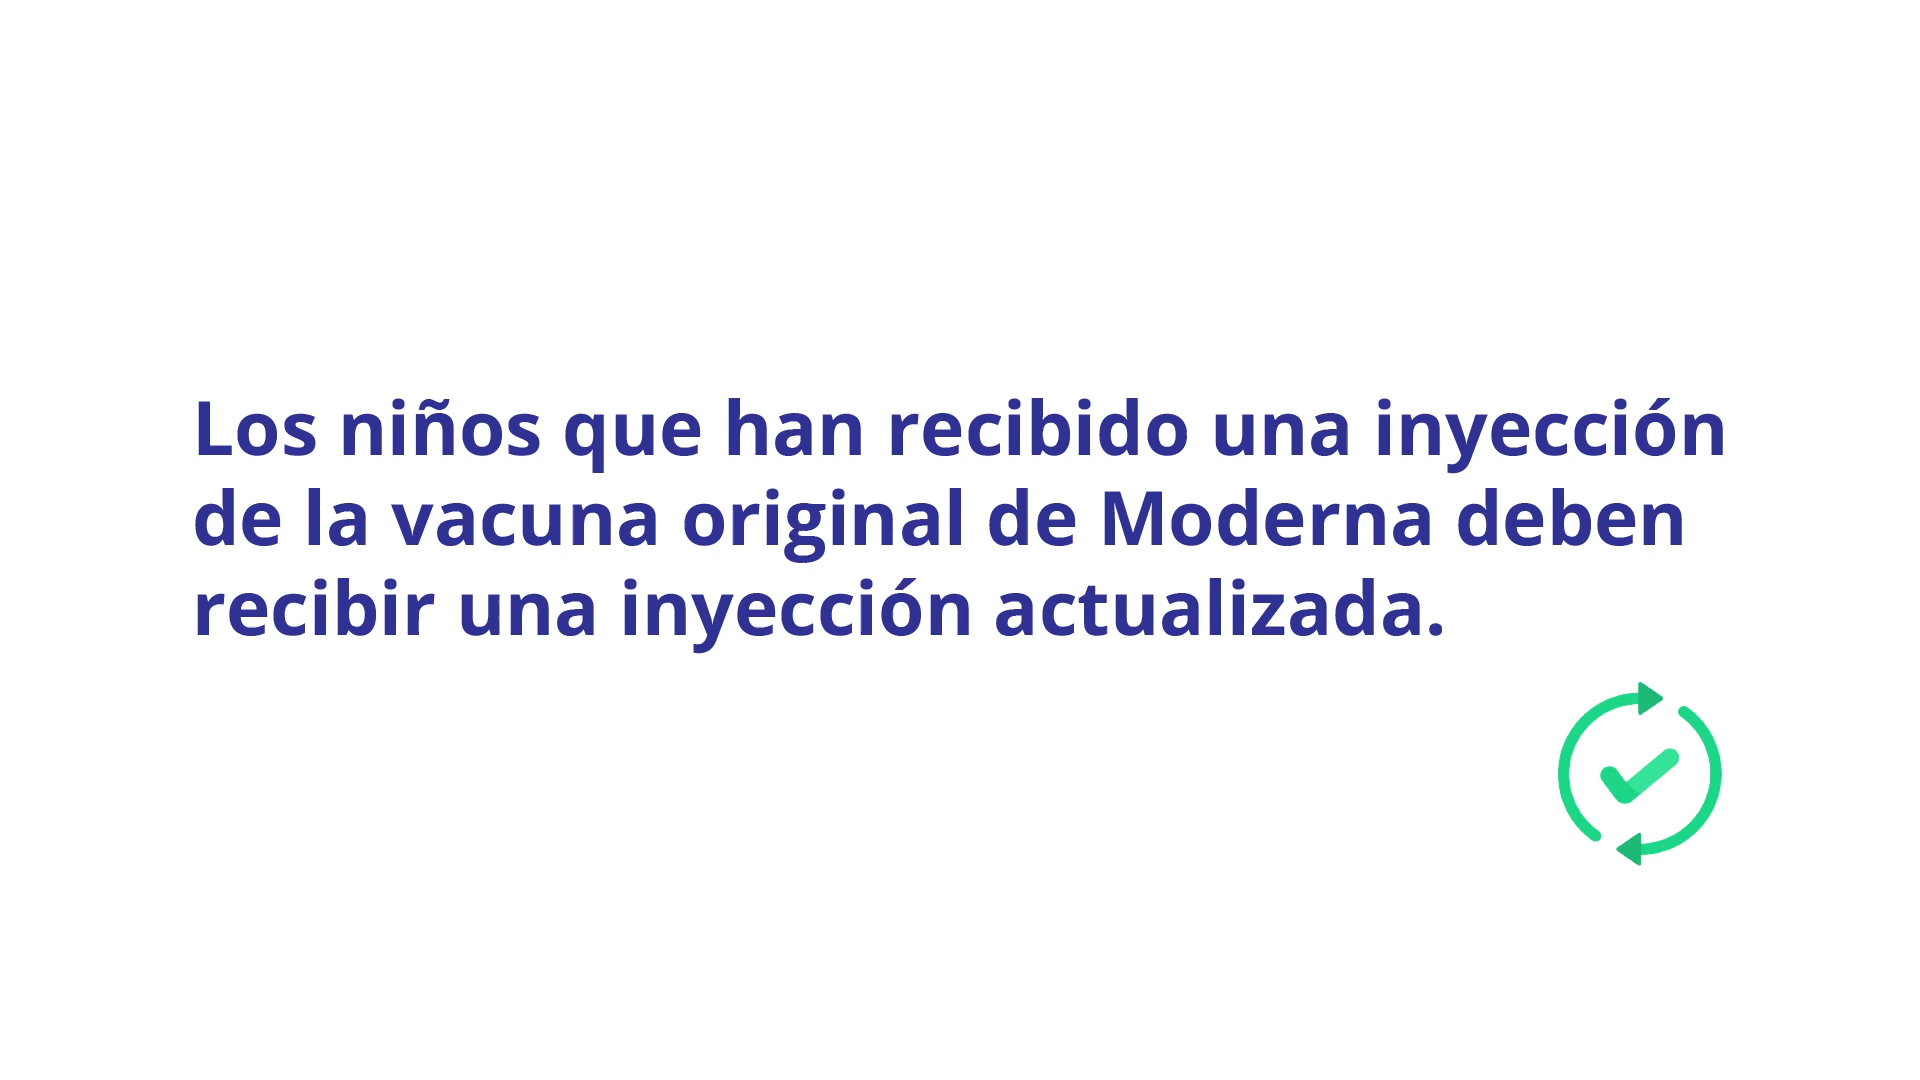 Los niños que han recibido una inyección
de la vacuna original de Moderna deben
recibir una inyección actualizada.